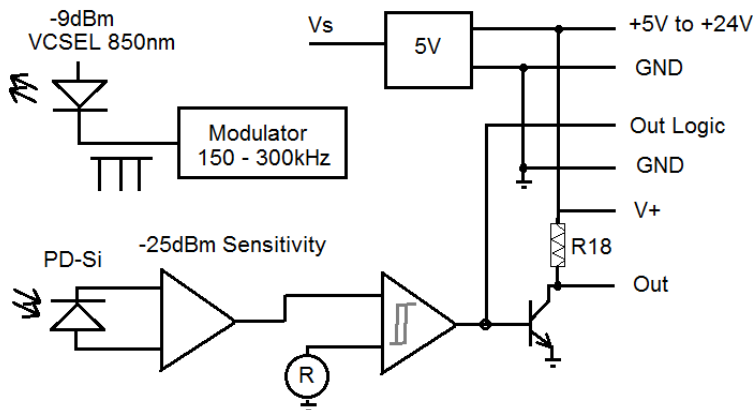 -9dBm
VCSEL 850nm
Vs
5V
+5V to +24V
GND
Modulator
150 - 300kHz
Out Logic
GND
V+
-25dBm Sensitivity
R18
PD-Si
Out
R